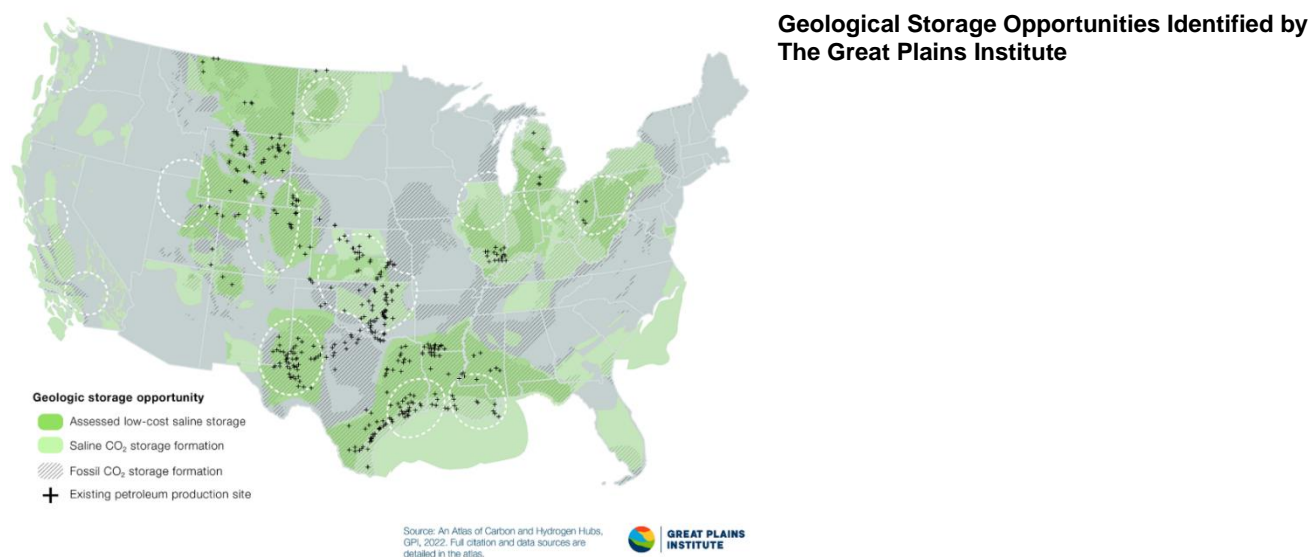 Geological Storage Opportunities Identified by
The Great Plains Institute
Geologic storage opportunity
Assessed low-cost saline storage
Saline CO₂ storage formation
Fossil CO₂ storage formation
Existing petroleum production site
Source: An Atlas of Carbon and Hydrogen Hubs,
GPI, 2022. Full citation and data sources are
detailed in the atlas.
GREAT PLAINS
INSTITUTE